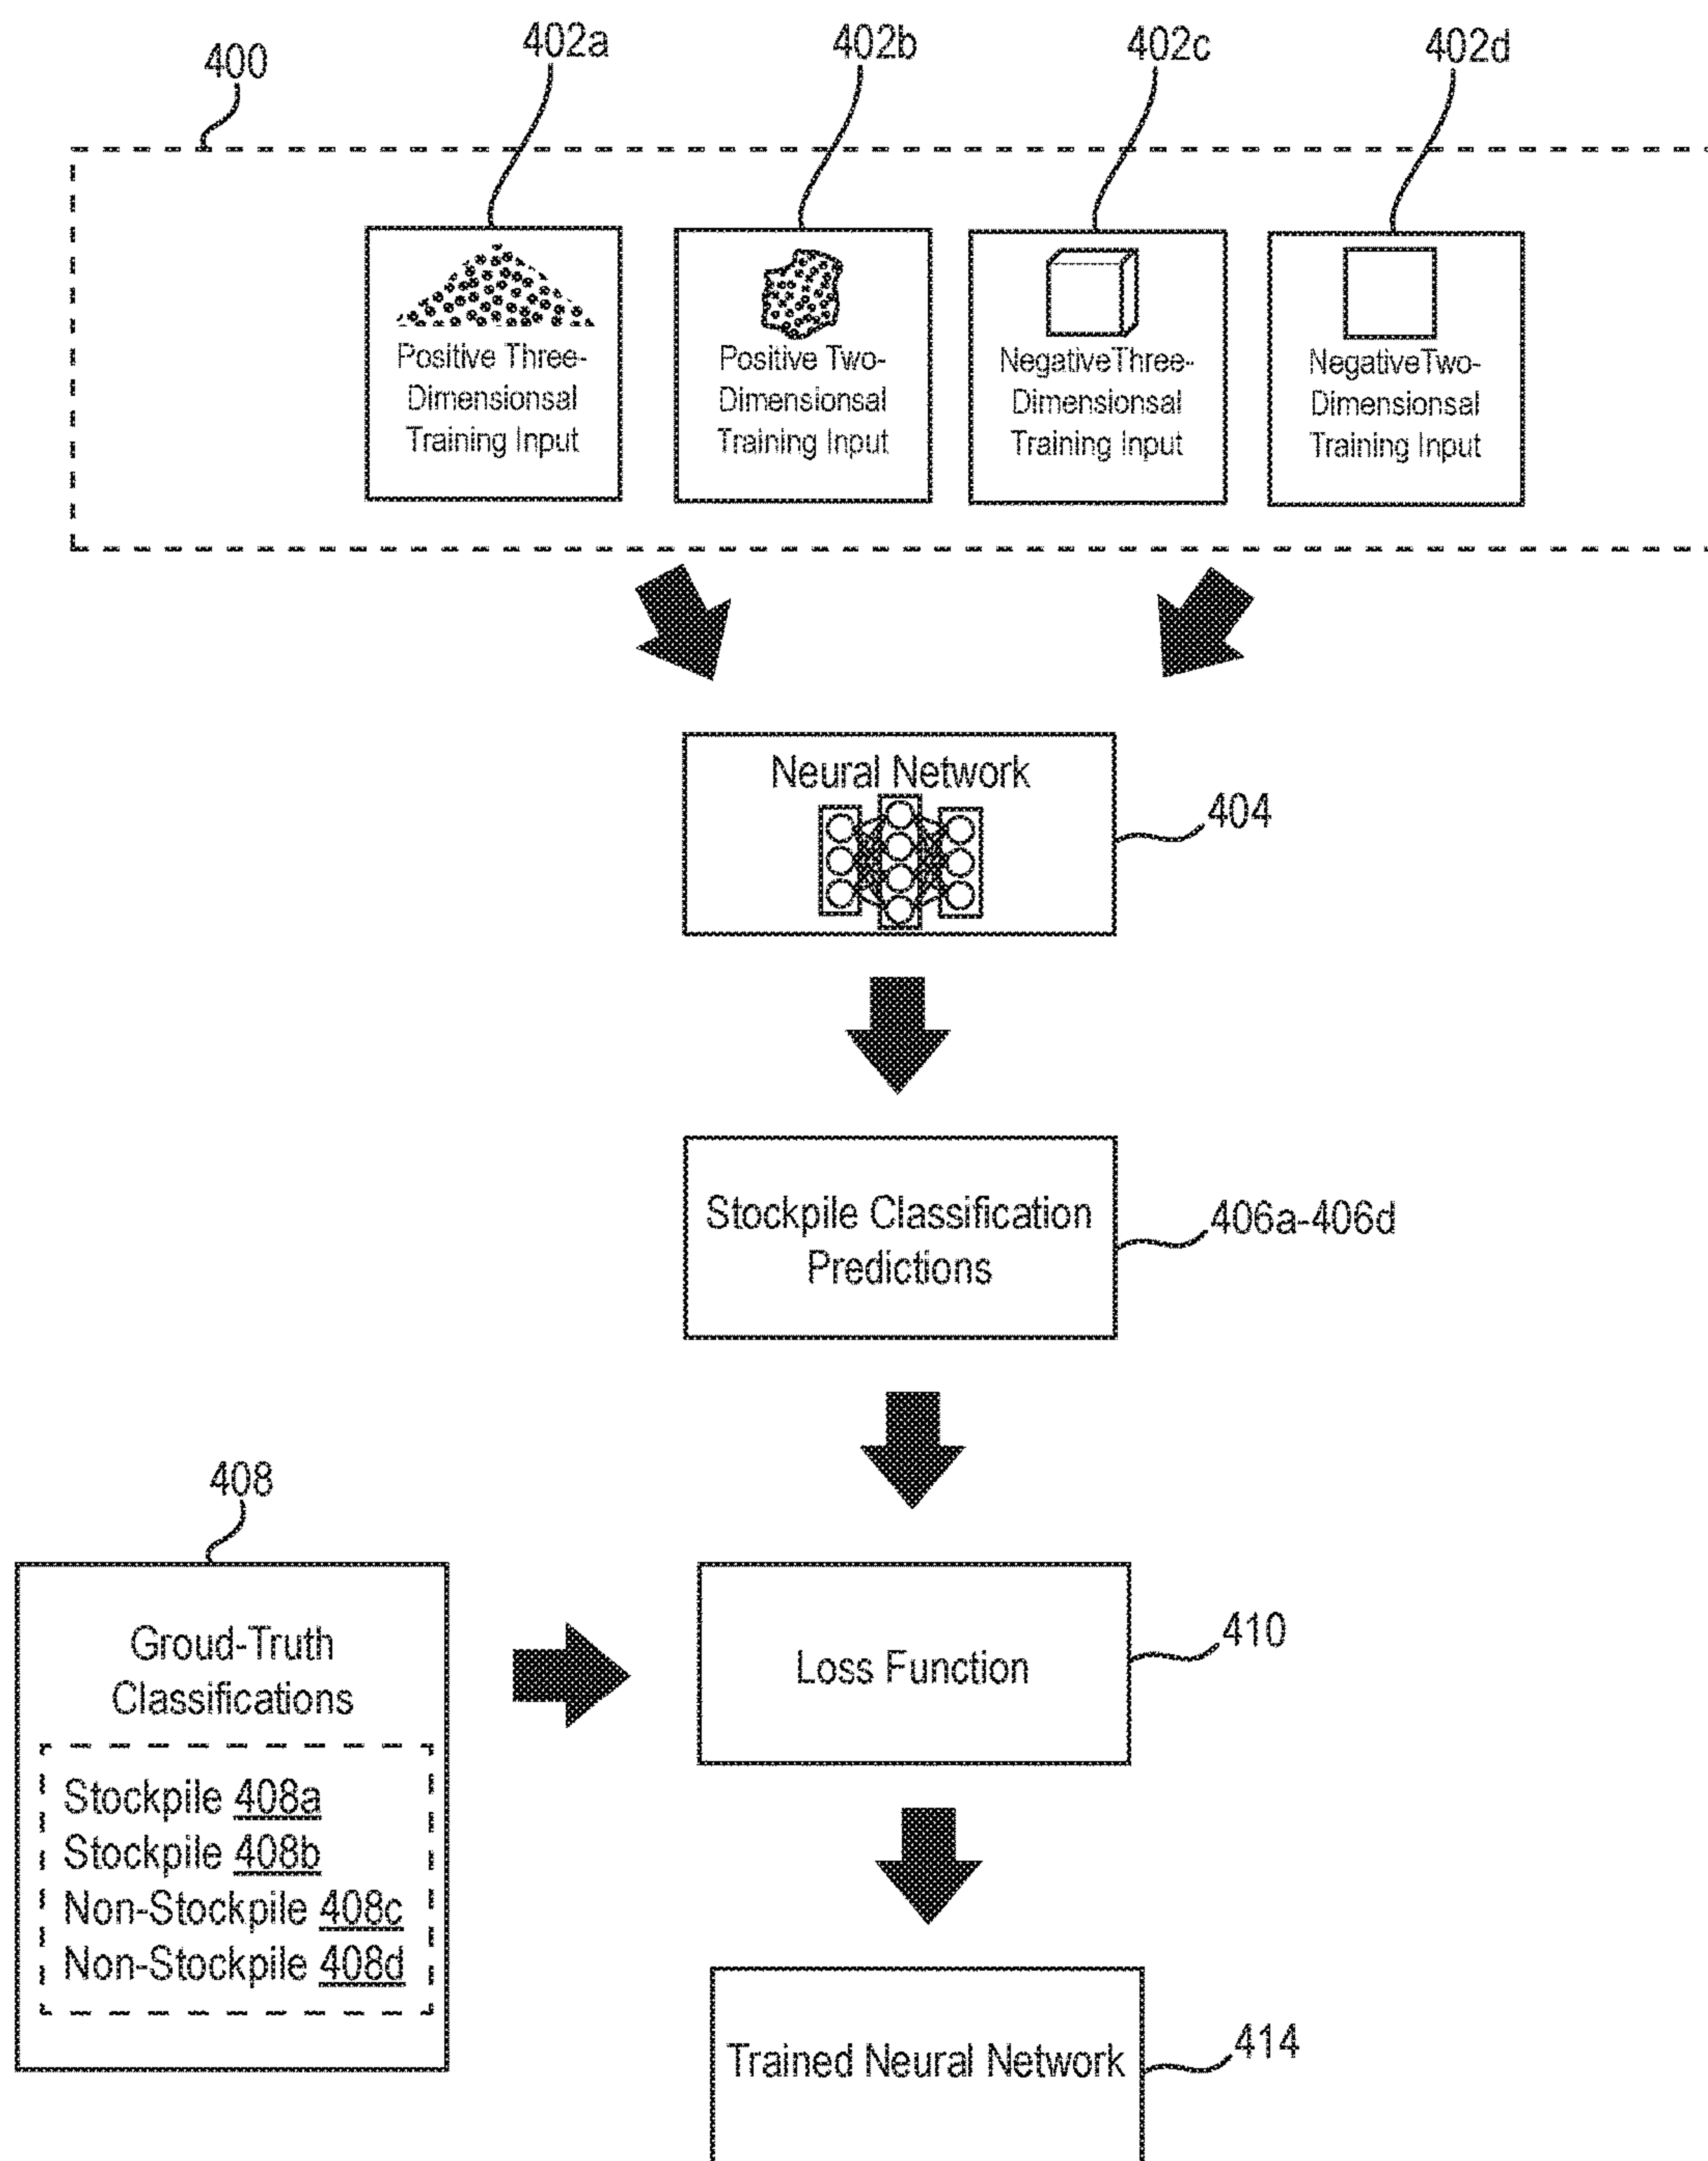 400
402a
402b
402c
402d
Positive Three-
Dimensionsal
Training Input
Positive Two-
Dimensionsal
Training Input
NegativeThree-
Dimensionsal
Training Input
NegativeTwo-
Dimensionsal
Training Input
Neural Network
404
Stockpile Classification
Predictions
406a-406d
408
Groud-Truth
Classifications
Stockpile 408a
Stockpile 408b
Non-Stockpile 408c
Non-Stockpile 408d
Loss Function
410
Trained Neural Network
414